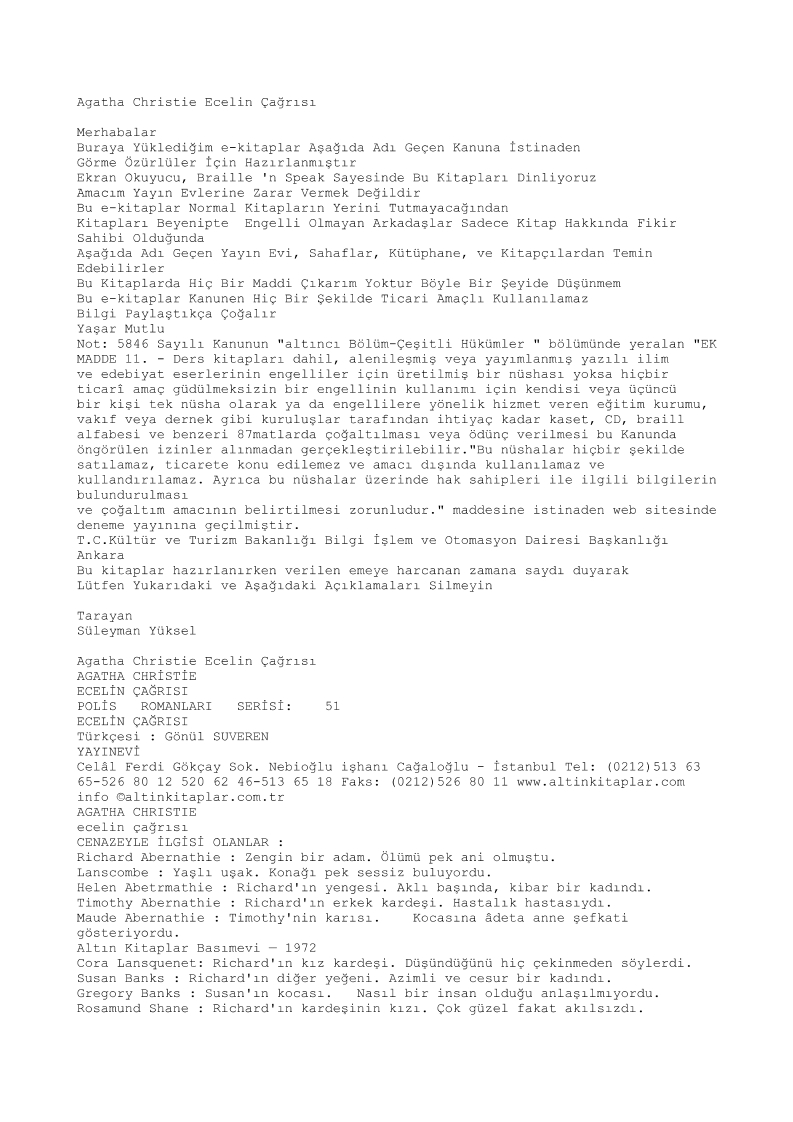 Agatha Christie Ecelin Çağrısı
Merhabalar
Buraya Yüklediğim e-kitaplar Aşağıda Adı Geçen Kanuna İstinaden
Görme Özürlüler İçin Hazırlanmıştır
Ekran Okuyucu, Braille 'n Speak Sayesinde Bu Kitapları Dinliyoruz
Amacım Yayın Evlerine Zarar Vermek Değildir
Bu e-kitaplar Normal Kitapların Yerini Tutmayacağından
Kitapları Beyenipte  Engelli Olmayan Arkadaşlar Sadece Kitap Hakkında Fikir
Sahibi Olduğunda
Aşağıda Adı Geçen Yayın Evi, Sahaflar, Kütüphane, ve Kitapçılardan Temin
Edebilirler
Bu Kitaplarda Hiç Bir Maddi Çıkarım Yoktur Böyle Bir Şeyide Düşünmem
Bu e-kitaplar Kanunen Hiç Bir Şekilde Ticari Amaçlı Kullanılamaz
Bilgi Paylaştıkça Çoğalır
Yaşar Mutlu
Not: 5846 Sayılı Kanunun "altıncı Bölüm-Çeşitli Hükümler " bölümünde yeralan "EK
MADDE 11. - Ders kitapları dahil, alenileşmiş veya yayımlanmış yazılı ilim
ve edebiyat eserlerinin engelliler için üretilmiş bir nüshası yoksa hiçbir
ticarî amaç güdülmeksizin bir engellinin kullanımı için kendisi veya üçüncü
bir kişi tek nüsha olarak ya da engellilere yönelik hizmet veren eğitim kurumu,
vakıf veya dernek gibi kuruluşlar tarafından ihtiyaç kadar kaset, CD, braill
alfabesi ve benzeri 87matlarda çoğaltılması veya ödünç verilmesi bu Kanunda
öngörülen izinler alınmadan gerçekleştirilebilir."Bu nüshalar hiçbir şekilde
satılamaz, ticarete konu edilemez ve amacı dışında kullanılamaz ve
kullandırılamaz. Ayrıca bu nüshalar üzerinde hak sahipleri ile ilgili bilgilerin
bulundurulması
ve çoğaltım amacının belirtilmesi zorunludur." maddesine istinaden web sitesinde
deneme yayınına geçilmiştir.
T.C.Kültür ve Turizm Bakanlığı Bilgi İşlem ve Otomasyon Dairesi Başkanlığı
Ankara
Bu kitaplar hazırlanırken verilen emeye harcanan zamana saydı duyarak
Lütfen Yukarıdaki ve Aşağıdaki Açıklamaları Silmeyin
Tarayan
Süleyman Yüksel
Agatha Christie Ecelin Çağrısı
AGATHA CHRİSTİE
ECELİN ÇAĞRISI
POLİS   ROMANLARI   SERİSİ:    51
ECELİN ÇAĞRISI
Türkçesi : Gönül SUVEREN
YAYINEVİ
Celâl Ferdi Gökçay Sok. Nebioğlu işhanı Cağaloğlu - İstanbul Tel: (0212)513 63
65-526 80 12 520 62 46-513 65 18 Faks: (0212)526 80 11 www.altinkitaplar.com
info ©altinkitaplar.com.tr
AGATHA CHRISTIE
ecelin çağrısı
CENAZEYLE İLGİSİ OLANLAR :
Richard Abernathie : Zengin bir adam. Ölümü pek ani olmuştu.
Lanscombe : Yaşlı uşak. Konağı pek sessiz buluyordu.
Helen Abetrmathie : Richard'ın yengesi. Aklı başında, kibar bir kadındı.
Timothy Abernathie : Richard'ın erkek kardeşi. Hastalık hastasıydı.
Maude Abernathie : Timothy'nin karısı.    Kocasına âdeta anne şefkati
gösteriyordu.
Altın Kitaplar Basımevi — 1972
Cora Lansquenet: Richard'ın kız kardeşi. Düşündüğünü hiç çekinmeden söylerdi.
Susan Banks : Richard'ın diğer yeğeni. Azimli ve cesur bir kadındı.
Gregory Banks : Susan'ın kocası.   Nasıl bir insan olduğu anlaşılmıyordu.
Rosamund Shane : Richard'ın kardeşinin kızı. Çok güzel fakat akılsızdı.